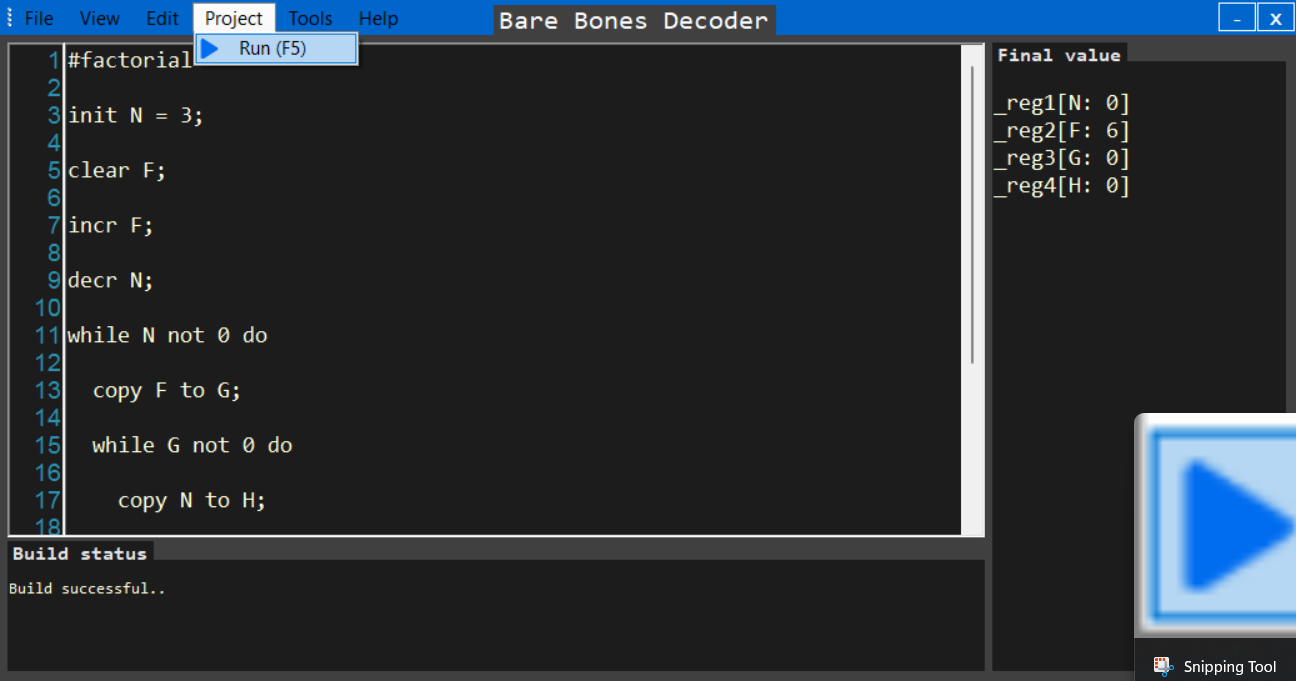 File View Edit Project Tools Help
Bare Bones Decoder
- x
Run (F5)
1 #factorial
2
3 init N = 3;
4
5 clear F;
6
7 incr F;
8
9 decr N;
10
11 while N not 0 do
12
13 copy F to G;
14
15 while G not 0 do
16
17 copy N to H;
18
Final value
_reg1[N: 0]
_reg2[F: 6]
_reg3[G: 0]
_reg4[H: 0]
Build status
Build successful..
Snipping Tool